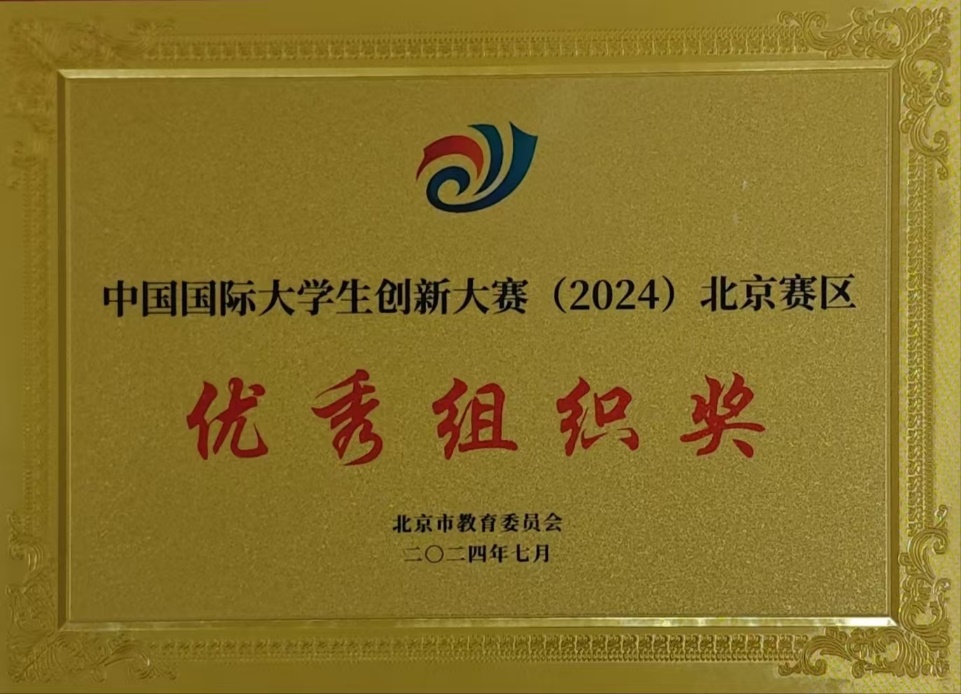 中国国际大学生创新大赛（2024）北京赛区
优秀组织奖
北京市教育委员会
二〇二四年七月